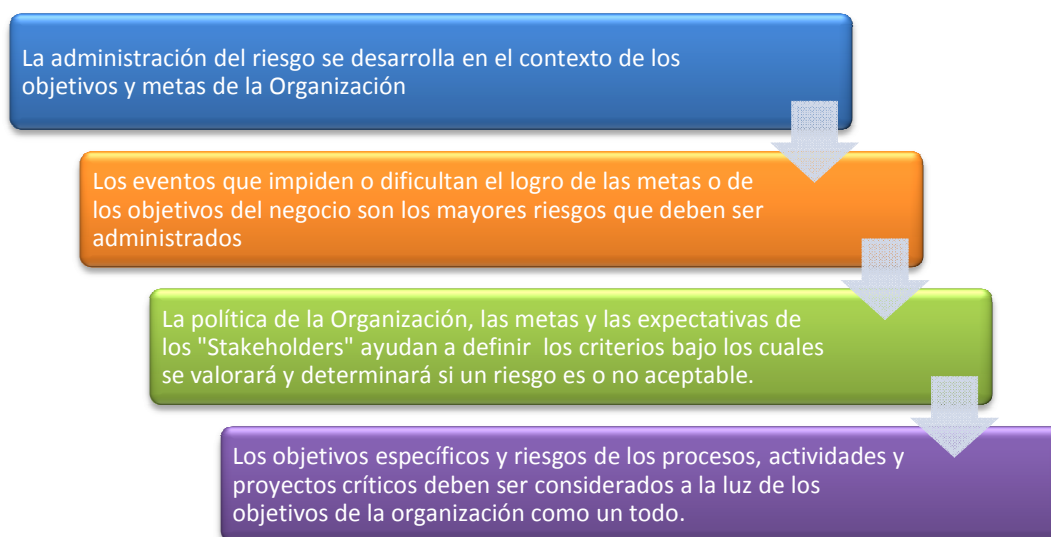 La administración del riesgo se desarrolla en el contexto de los
objetivos y metas de la Organización
Los eventos que impiden o dificultan el logro de las metas o de
los objetivos del negocio son los mayores riesgos que deben ser
administrados
La política de la Organización, las metas y las expectativas de
los "Stakeholders" ayudan a definir  los criterios bajo los cuales
se valorará y determinará si un riesgo es o no aceptable.
Los objetivos específicos y riesgos de los procesos, actividades y
proyectos críticos deben ser considerados a la luz de los
objetivos de la organización como un todo.